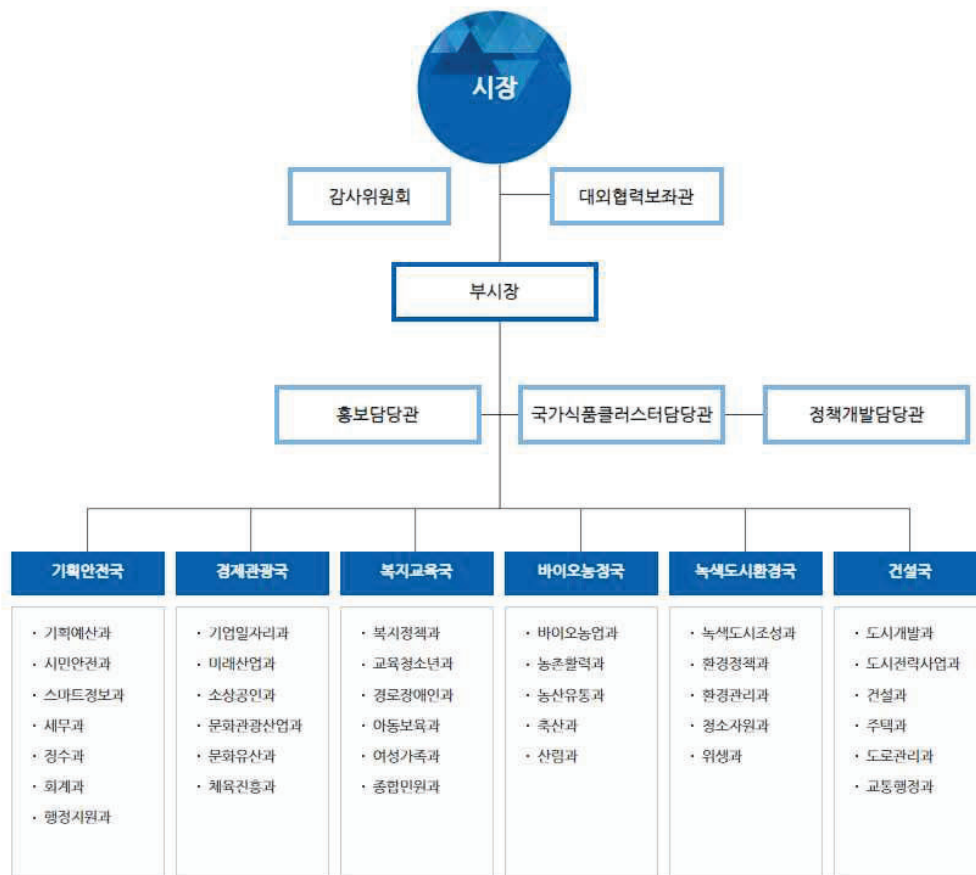 시장
감사위원회
대외협력보좌관
부시장
홍보담당관
국가식품클러스터담당관
정책개발담당관
기획안전국
· 기획예산과
· 시민안전과
· 스마트정보과
· 세무과
· 징수과
· 회계과
· 행정지원과
경제관광국
· 기업일자리과
· 미래산업과
· 소상공인과
· 문화관광산업과
· 문화유산과
· 체육진흥과
복지교육국
· 복지정책과
· 교육청소년과
· 경로장애인과
· 아동보육과
· 여성가족과
· 종합민원과
바이오농정국
· 바이오농업과
· 농촌활력과
· 농산유통과
· 축산과
· 산림과
녹색도시환경국
· 녹색도시조성과
· 환경정책과
· 환경관리과
· 청소자원과
· 위생과
건설국
· 도시개발과
· 도시전략사업과
· 건설과
· 주택과
· 도로관리과
· 교통행정과